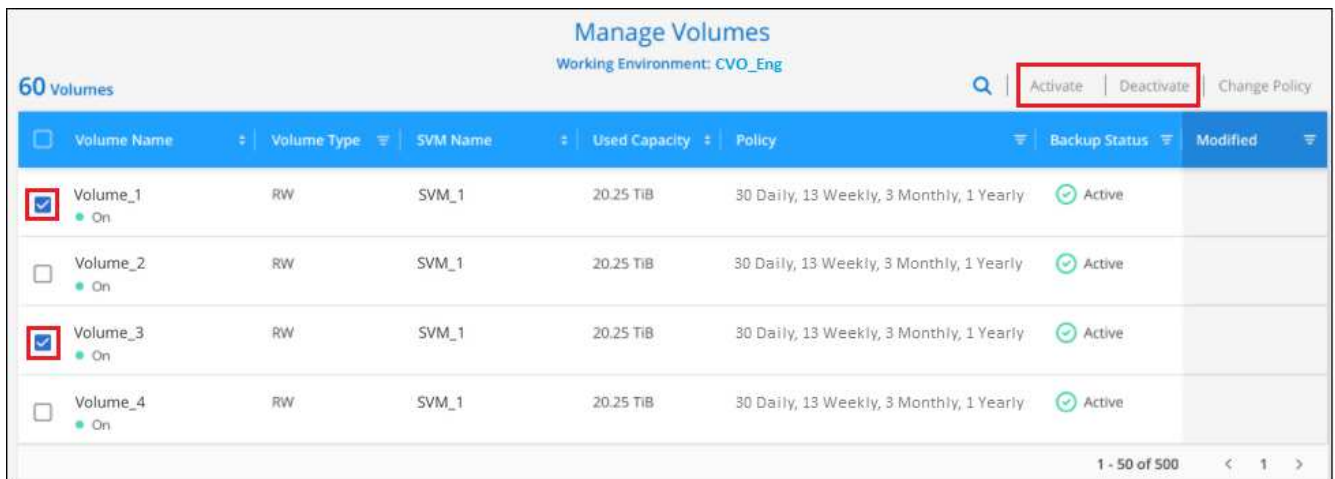 Manage Volumes
Working Environment: CVO_Eng
60 Volumes
Activate | Deactivate | Change Policy
Volume Name Volume Type SVM Name Used Capacity Policy Backup Status Modified
Volume_1 RW SVM_1 20.25 TiB 30 Daily, 13 Weekly, 3 Monthly, 1 Yearly Active
On
Volume_2 RW SVM_1 20.25 TiB 30 Daily, 13 Weekly, 3 Monthly, 1 Yearly Active
On
Volume_3 RW SVM_1 20.25 TiB 30 Daily, 13 Weekly, 3 Monthly, 1 Yearly Active
On
Volume_4 RW SVM_1 20.25 TiB 30 Daily, 13 Weekly, 3 Monthly, 1 Yearly Active
On
1 - 50 of 500 < 1 >